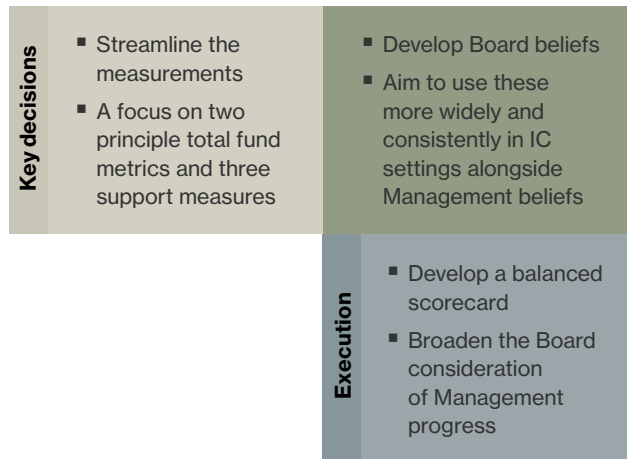 Key decisions
▪ Streamline the
measurements
▪ A focus on two
principle total fund
metrics and three
support measures
▪ Develop Board beliefs
▪ Aim to use these
more widely and
consistently in IC
settings alongside
Management beliefs
Execution
▪ Develop a balanced
scorecard
▪ Broaden the Board
consideration
of Management
progress